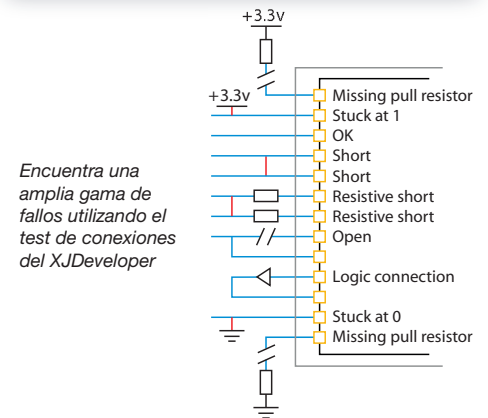 +3.3v
+3.3v
Missing pull resistor
Stuck at 1
OK
Short
Short
Resistive short
Resistive short
Open
Logic connection
Stuck at 0
Missing pull resistor
Encuentra una
amplia gama de
fallos utilizando el
test de conexiones
del XJDeveloper